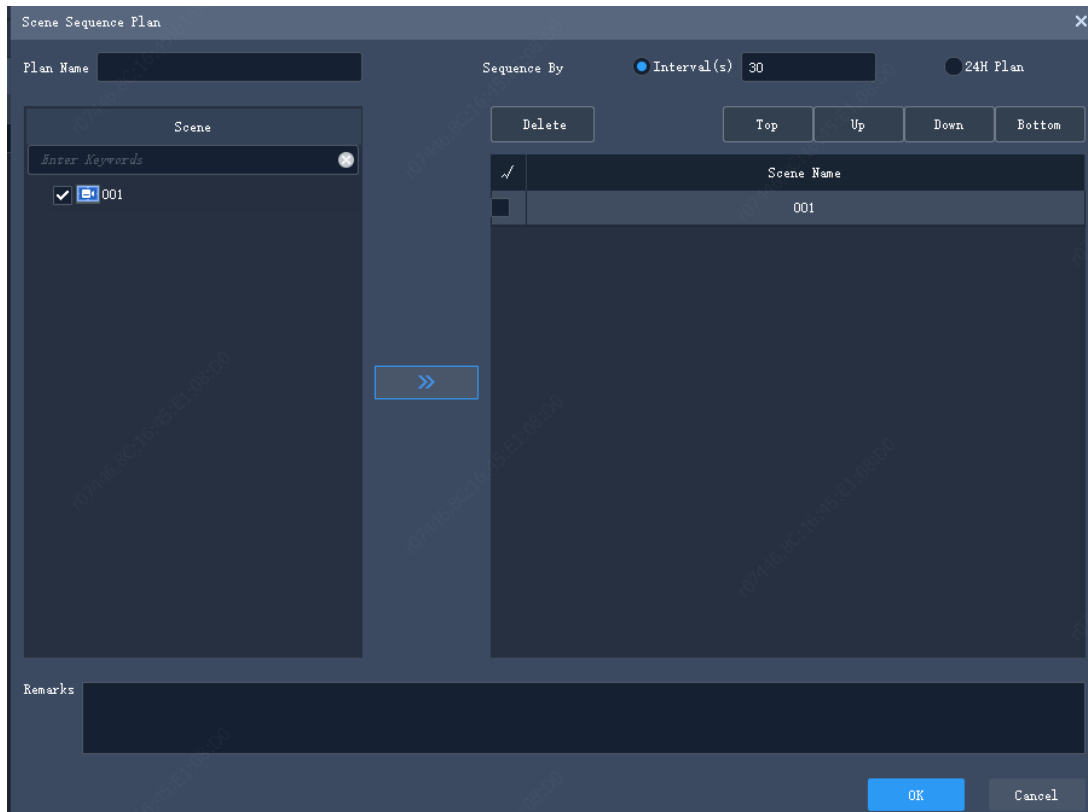 Scene Sequence Plan
Plan Name
Sequence By Interval(s) 30 24H Plan
Delete Top Up Down Bottom
Scene
Enter Keywords
001
Scene Name
001
Remarks
OK Cancel